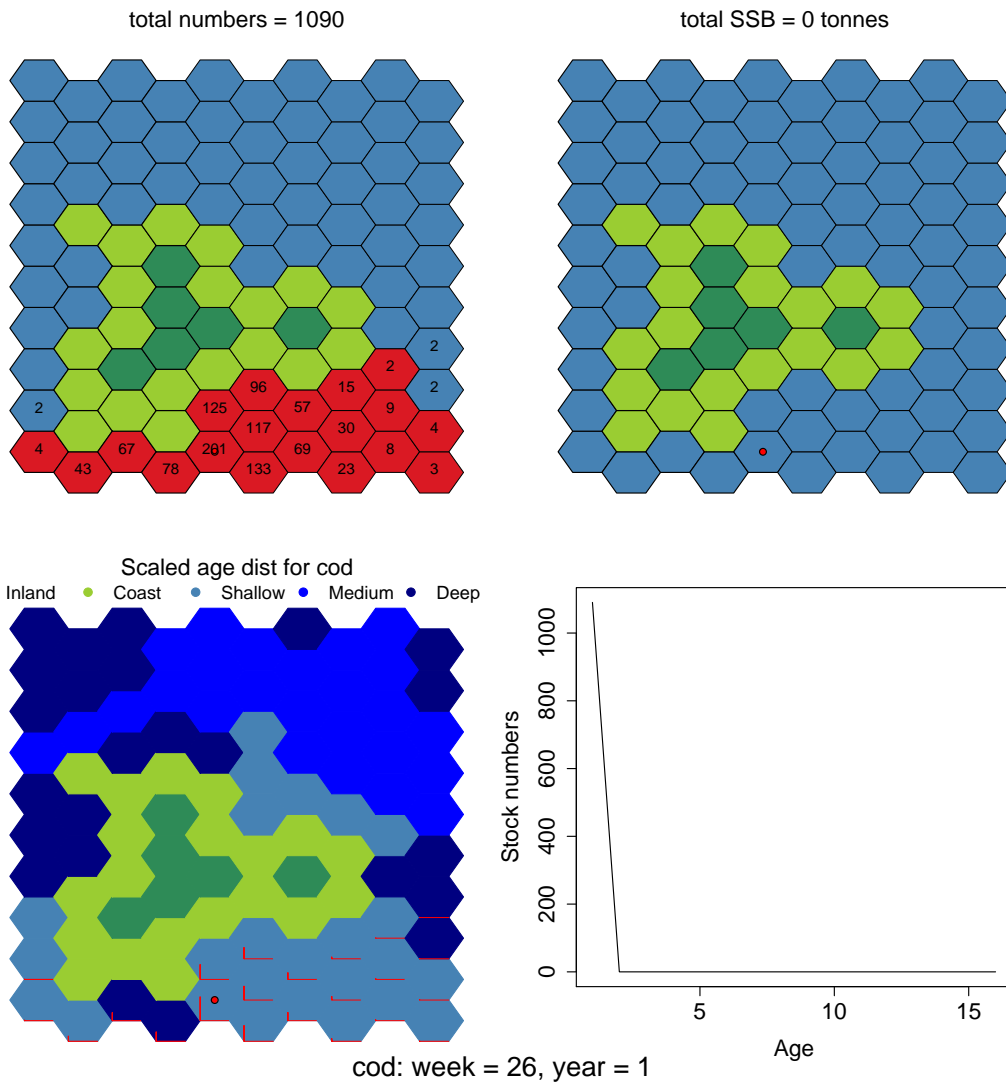 total numbers = 1090
total SSB = 0 tonnes
2
2
96 15 2
2 125 57 9
117 30 4
4 67 201 69 8
43 78 133 23 3
Scaled age dist for cod
Inland Coast Shallow Medium Deep
Stock numbers
0 200 400 600 800 1000
5 10 15
Age
cod: week = 26, year = 1